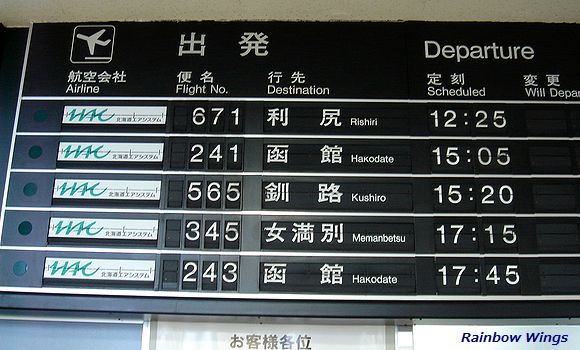 出発 Departure
航空会社 便名 行先 定刻 変更
Airline Flight No. Destination Scheduled Will Depar
HAC 北海道エアシステム 671 利尻 Rishiri 12:25
HAC 北海道エアシステム 241 函館 Hakodate 15:05
HAC 北海道エアシステム 565 釧路 Kushiro 15:20
HAC 北海道エアシステム 345 女満別 Memanbetsu 17:15
HAC 北海道エアシステム 243 函館 Hakodate 17:45
お客様各位
Rainbow Wings